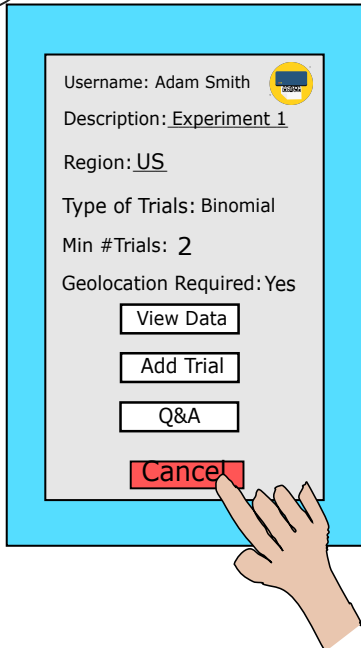 Username: Adam Smith
Description: Experiment 1
Region: US
Type of Trials: Binomial
Min #Trials: 2
Geolocation Required: Yes
View Data
Add Trial
Q&A
Cancel